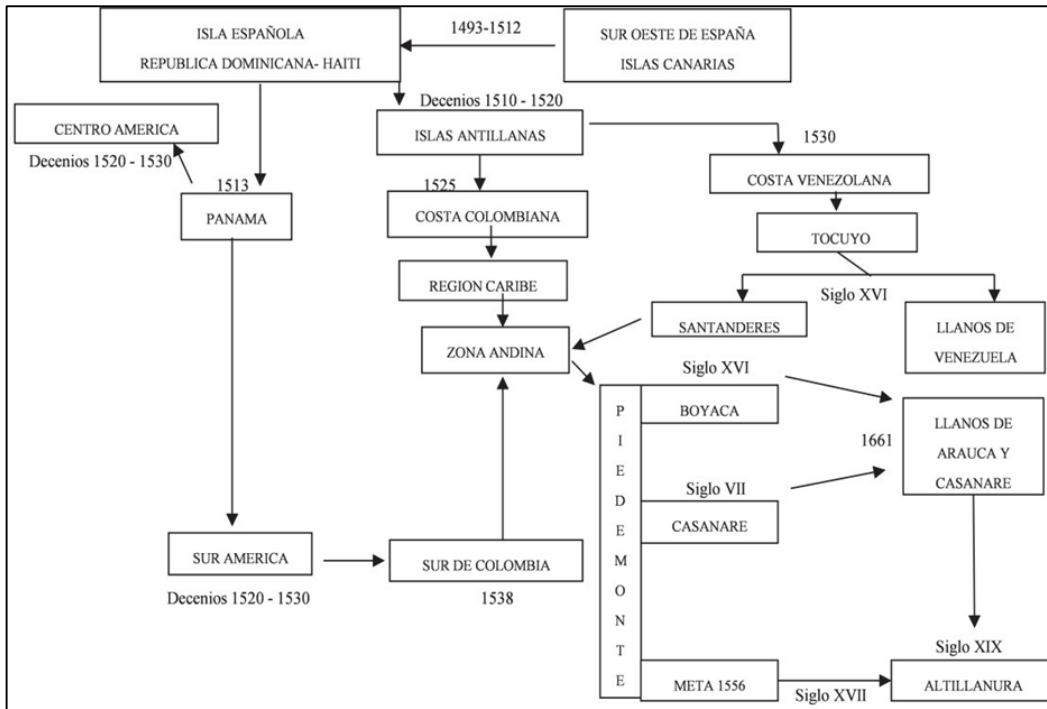 ISLA ESPAÑOLA
REPUBLICA DOMINICANA- HAITI
1493-1512
SUR OESTE DE ESPAÑA
ISLAS CANARIAS
Decenios 1510 - 1520
CENTRO AMERICA
ISLAS ANTILLANAS
1530
Decenios 1520 - 1530
1513
PANAMA
1525
COSTA COLOMBIANA
COSTA VENEZOLANA
TOCUYO
REGION CARIBE
Siglo XVI
SANTANDERES
LLANOS DE
VENEZUELA
ZONA ANDINA
Siglo XVI
PIEDEMONTE
BOYACA
LLANOS DE
ARAUCA Y
CASANARE
1661
Siglo VII
CASANARE
SUR AMERICA
Decenios 1520 - 1530
SUR DE COLOMBIA
1538
Siglo XIX
META 1556
Siglo XVII
ALTILLANURA